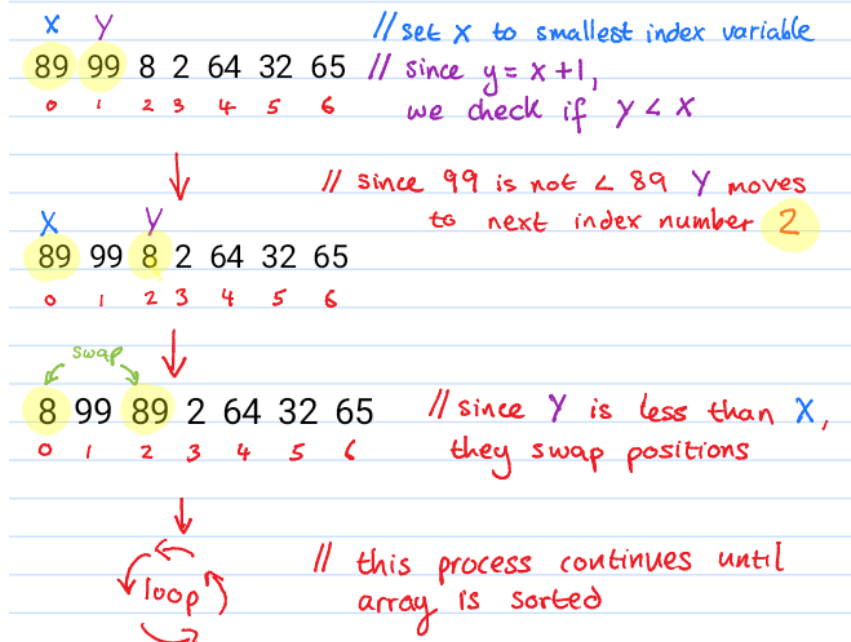 X Y
// set X to smallest index variable
89 99 8 2 64 32 65
// since y = x + 1,
0 1 2 3 4 5 6
we check if Y < X
// since 99 is not < 89 Y moves
to next index number 2
X Y
89 99 8 2 64 32 65
0 1 2 3 4 5 6
swap
8 99 89 2 64 32 65
// since Y is less than X,
0 1 2 3 4 5 6
they swap positions
// this process continues until
loop
array is sorted